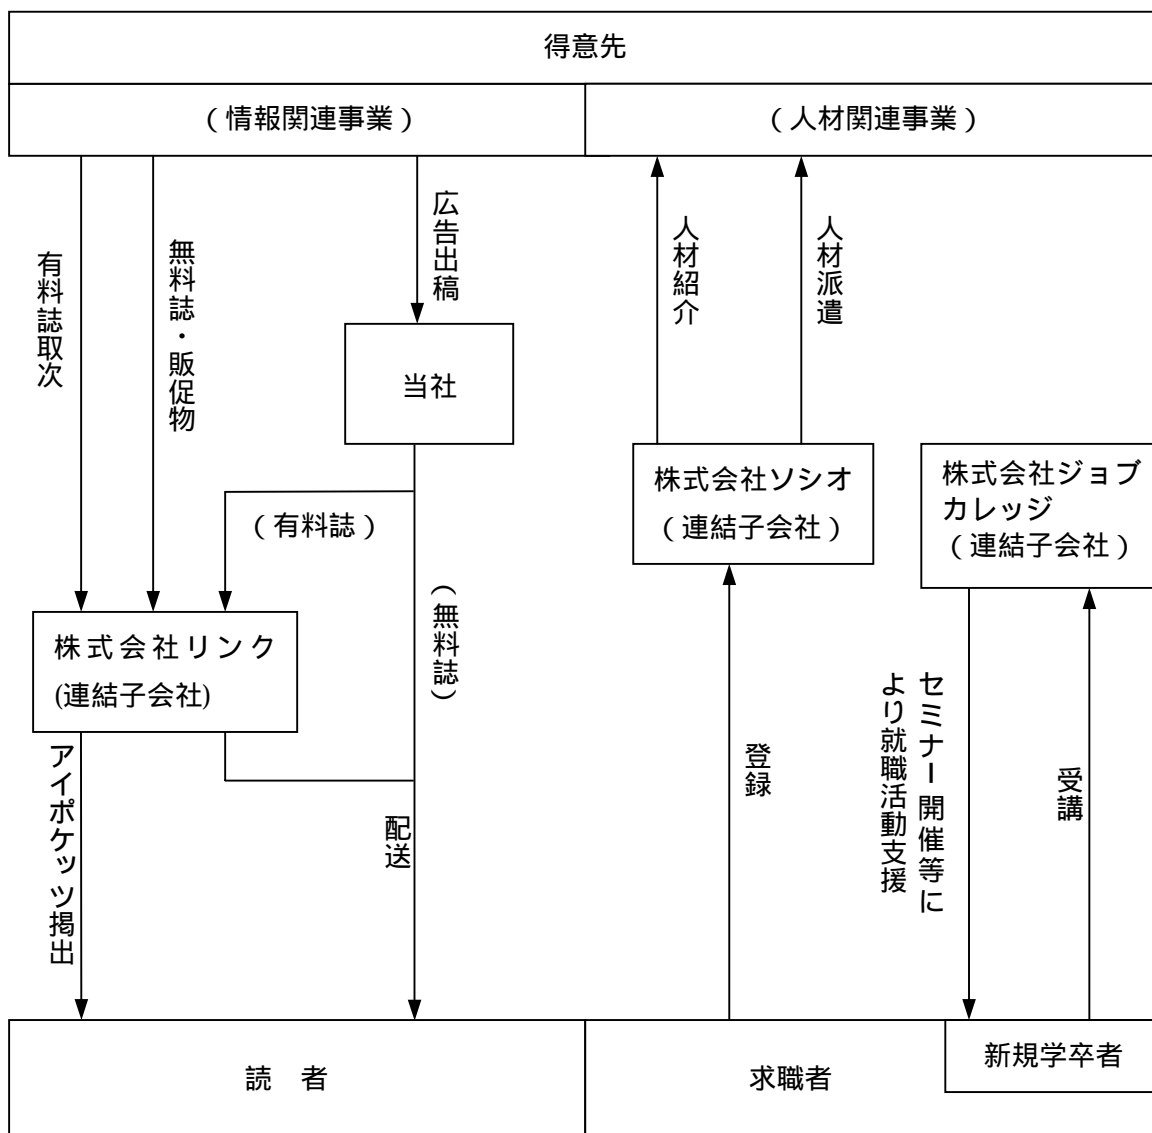 得意先
（情報関連事業）
（人材関連事業）
有料誌取次
無料誌・販促物
広告出稿
人材紹介
人材派遣
当社
株式会社ソシオ
（連結子会社）
株式会社ジョブ
カレッジ
（連結子会社）
（有料誌）
（無料誌）
株式会社リンク
(連結子会社)
アイポケッツ掲出
配送
登録
セミナー開催等に
より就職活動支援
受講
読　者
求職者
新規学卒者